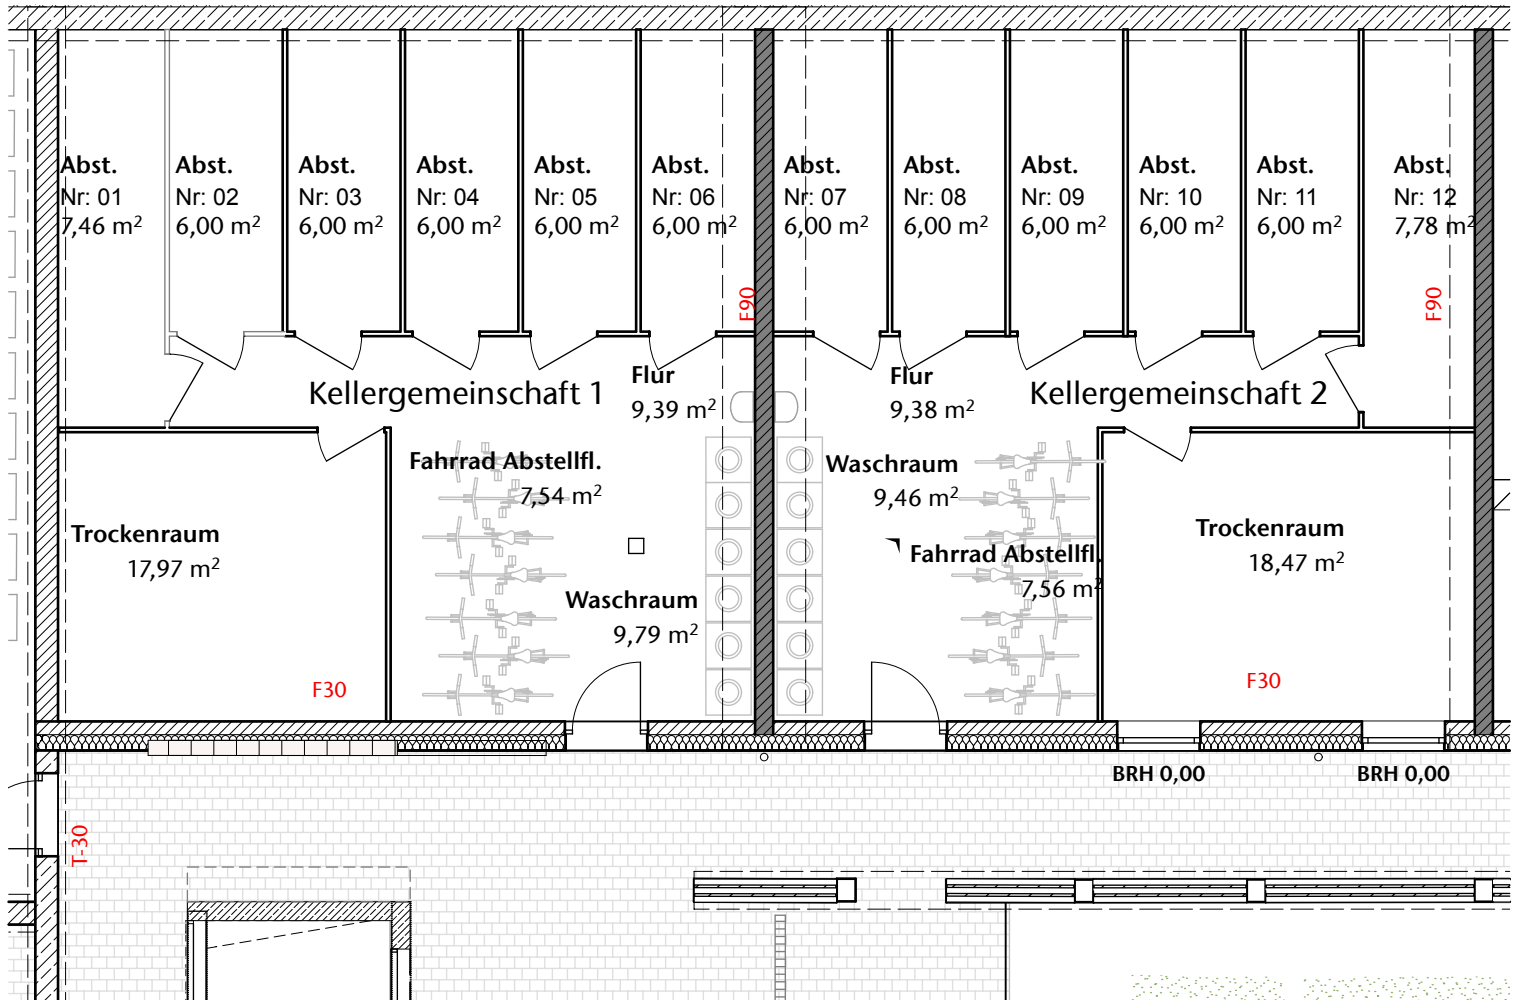 Abst.
Nr: 01
7,46 m²
Abst.
Nr: 02
6,00 m²
Abst.
Nr: 03
6,00 m²
Abst.
Nr: 04
6,00 m²
Abst.
Nr: 05
6,00 m²
Abst.
Nr: 06
6,00 m²
Abst.
Nr: 07
6,00 m²
Abst.
Nr: 08
6,00 m²
Abst.
Nr: 09
6,00 m²
Abst.
Nr: 10
6,00 m²
Abst.
Nr: 11
6,00 m²
Abst.
Nr: 12
7,78 m²
F90
F90
Kellergemeinschaft 1
Flur
9,39 m²
Flur
9,38 m²
Kellergemeinschaft 2
Fahrrad Abstellfl.
7,54 m²
Waschraum
9,46 m²
Trockenraum
17,97 m²
Fahrrad Abstellfl.
7,56 m²
Trockenraum
18,47 m²
Waschraum
9,79 m²
F30
F30
BRH 0,00
BRH 0,00
T-30